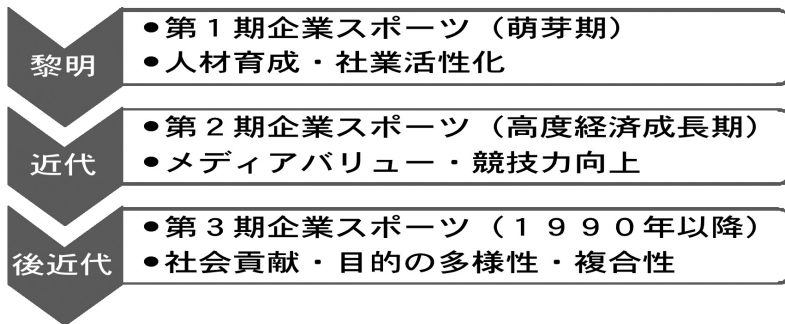 黎明
●第１期企業スポーツ（萌芽期）
●人材育成・社業活性化
近代
●第２期企業スポーツ（高度経済成長期）
●メディアバリュー・競技力向上
後近代
●第３期企業スポーツ（１９９０年以降）
●社会貢献・目的の多様性・複合性